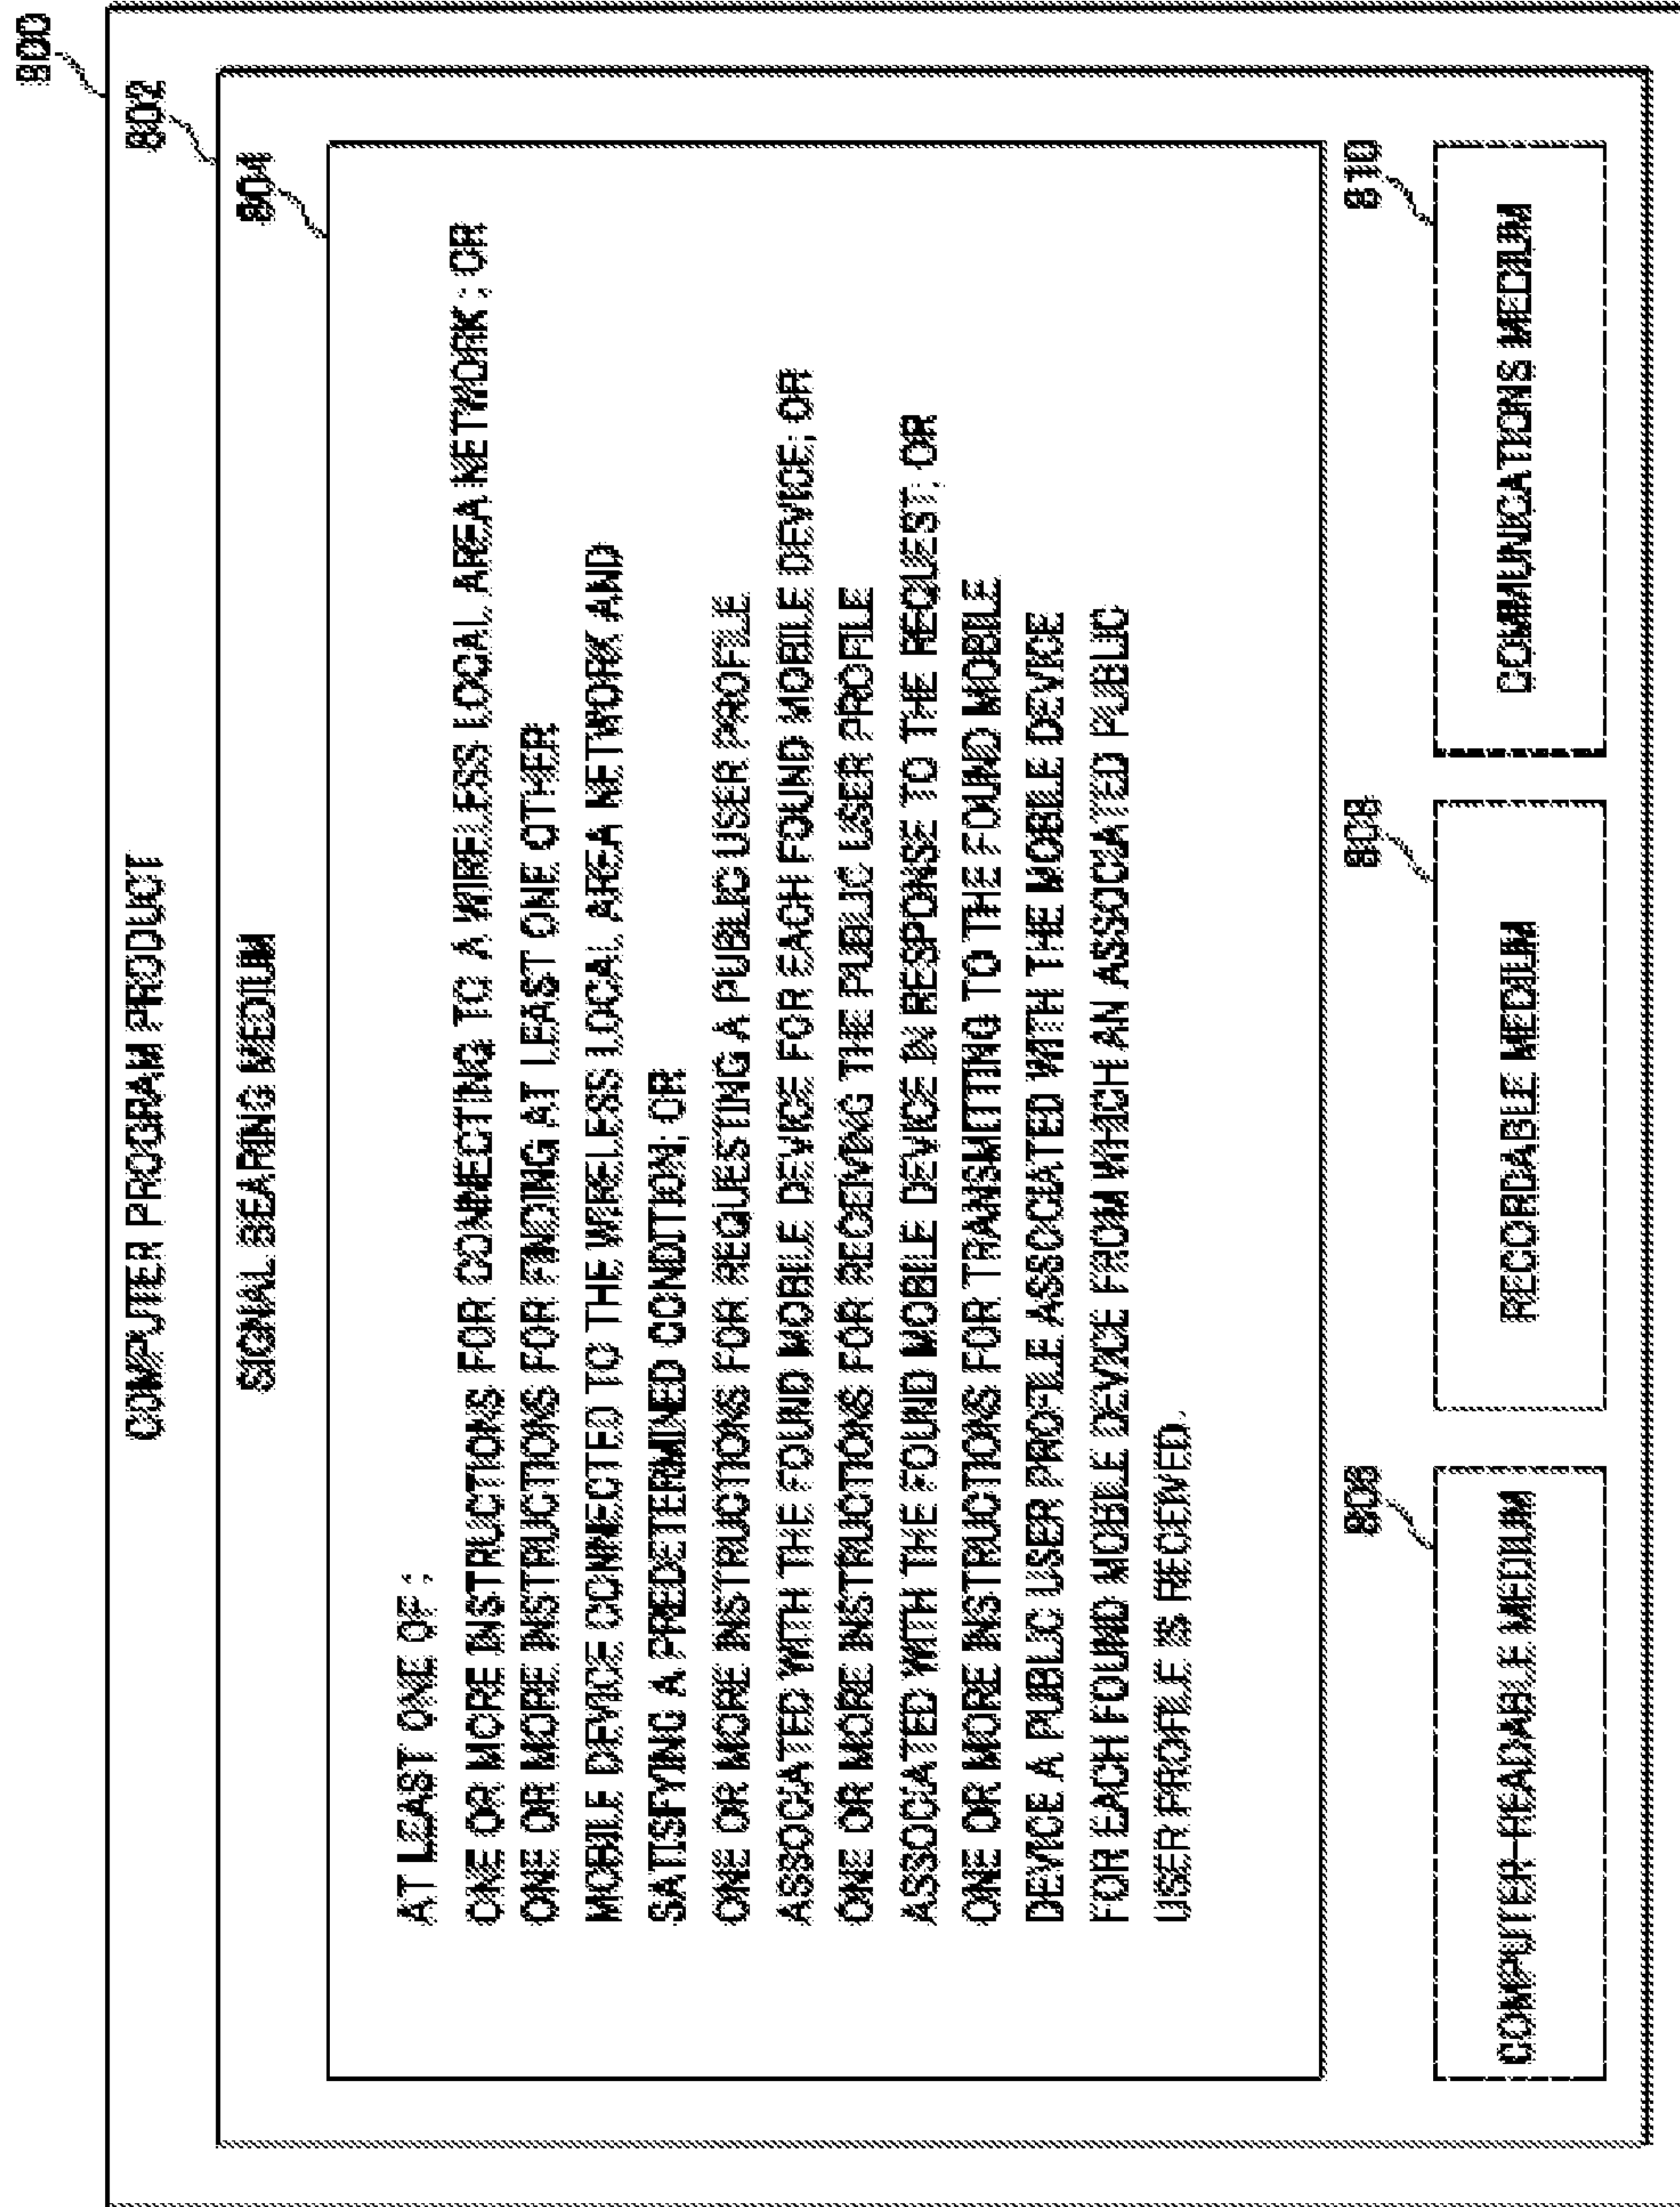 800
COMPUTER PROGRAM PRODUCT
802
SIGNAL BEARING MEDIUM
804
AT LEAST ONE OF :
ONE OR MORE INSTRUCTIONS FOR CONNECTING TO A WIRELESS LOCAL AREA NETWORK ; OR
ONE OR MORE INSTRUCTIONS FOR FINDING AT LEAST ONE OTHER
MOBILE DEVICE CONNECTED TO THE WIRELESS LOCAL AREA NETWORK AND
SATISFYING A PREDETERMINED CONDITION; OR
ONE OR MORE INSTRUCTIONS FOR REQUESTING A PUBLIC USER PROFILE
ASSOCIATED WITH THE FOUND MOBILE DEVICE FOR EACH FOUND MOBILE DEVICE; OR
ONE OR MORE INSTRUCTIONS FOR RECEIVING THE PUBLIC USER PROFILE
ASSOCIATED WITH THE FOUND MOBILE DEVICE IN RESPONSE TO THE REQUEST; OR
ONE OR MORE INSTRUCTIONS FOR TRANSMITTING TO THE FOUND MOBILE
DEVICE A PUBLIC USER PROFILE ASSOCIATED WITH THE MOBILE DEVICE
FOR EACH FOUND MOBILE DEVICE FROM WHICH AN ASSOCIATED PUBLIC
USER PROFILE IS RECEIVED.
806
COMPUTER-READABLE MEDIUM
808
RECORDABLE MEDIUM
810
COMMUNICATIONS MEDIUM